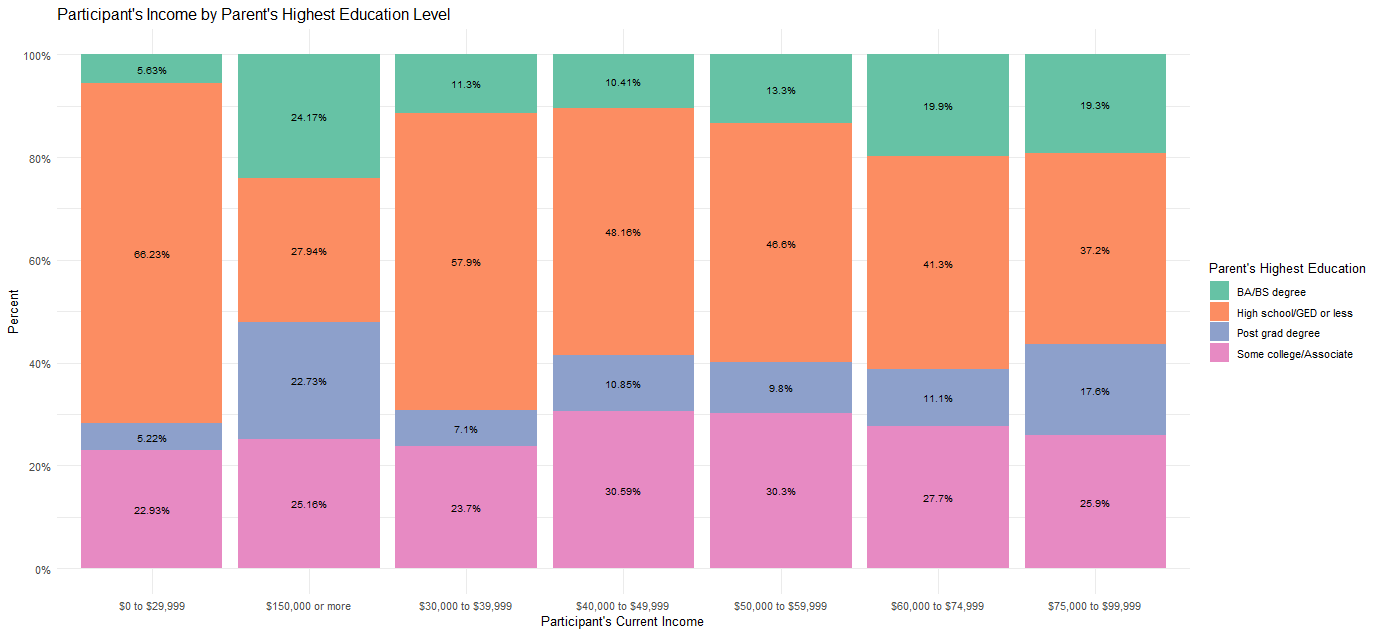 Participant's Income by Parent's Highest Education Level
100%
80%
60%
40%
20%
0%
Percent
5.63%
66.23%
5.22%
22.93%
24.17%
27.94%
22.73%
25.16%
11.3%
57.9%
7.1%
23.7%
10.41%
48.16%
10.85%
30.59%
13.3%
46.6%
9.8%
30.3%
19.9%
41.3%
11.1%
27.7%
19.3%
37.2%
17.6%
25.9%
$0 to $29,999
$150,000 or more
$30,000 to $39,999
$40,000 to $49,999
$50,000 to $59,999
$60,000 to $74,999
$75,000 to $99,999
Participant's Current Income
Parent's Highest Education
BA/BS degree
High school/GED or less
Post grad degree
Some college/Associate